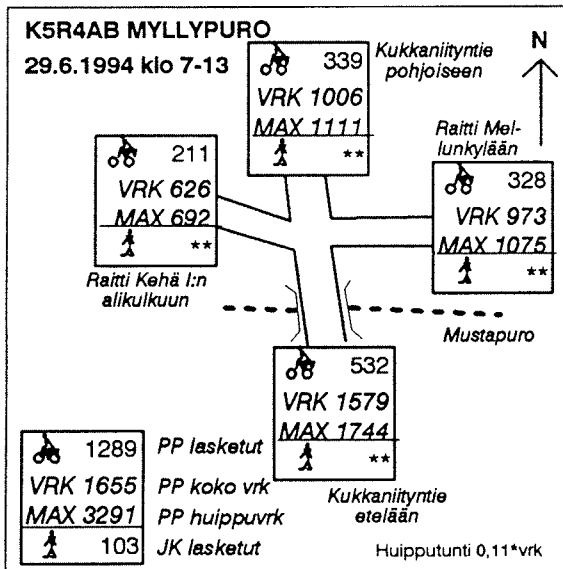 K5R4AB MYLLYPURO
29.6.1994 klo 7-13
339
VRK 1006
MAX 1111
**
Kukkaniityntie
pohjoiseen
N
211
VRK 626
MAX 692
**
Raitti Kehä I:n
alikulkuun
Raitti Mel-
lunkylään
328
VRK 973
MAX 1075
**
Mustapuro
532
VRK 1579
MAX 1744
**
Kukkaniityntie
etelään
1289 PP lasketut
VRK 1655 PP koko vrk
MAX 3291 PP huippuvrk
103 JK lasketut
Huipputunti 0,11*vrk